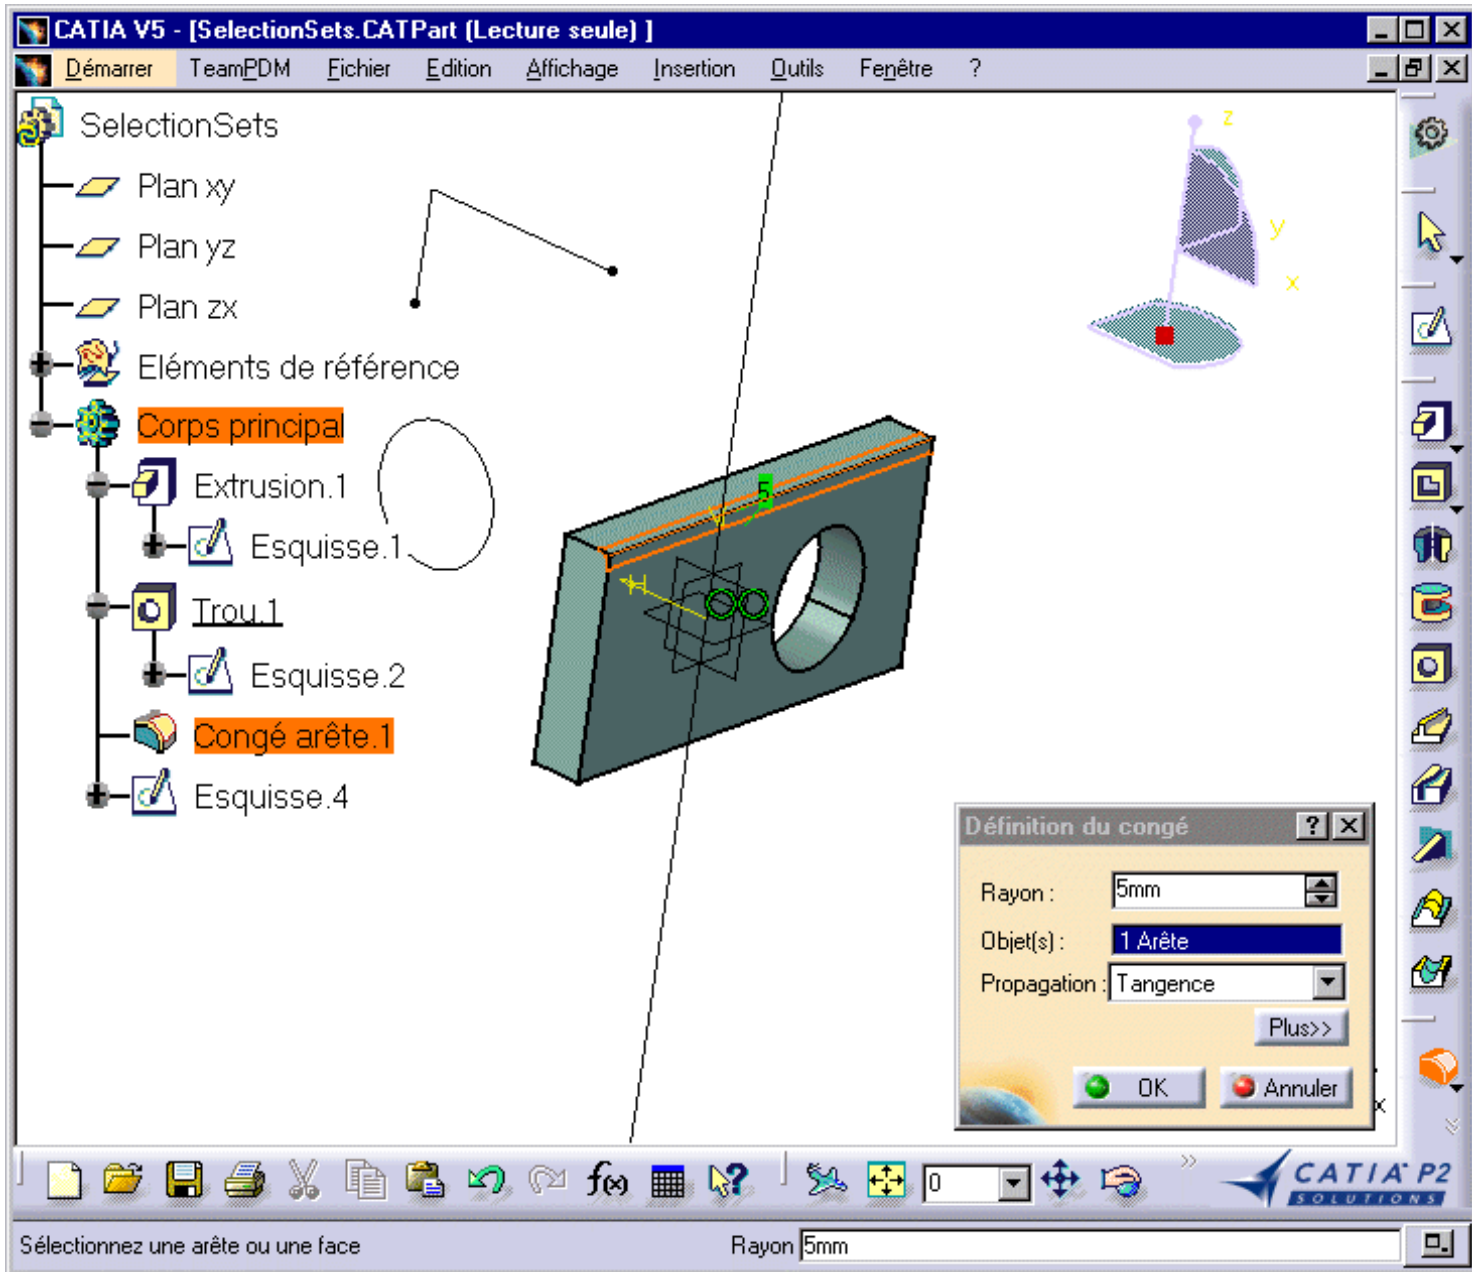 CATIA V5 - [SelectionSets.CATPart (Lecture seule) ]
Démarrer TeamPDM Fichier Edition Affichage Insertion Outils Fenêtre ?
SelectionSets
Plan xy
Plan yz
Plan zx
Eléments de référence
Corps principal
Extrusion.1
Esquisse.1
Trou.1
Esquisse.2
Congé arête.1
Esquisse.4
z
y
x
5
V
H
Définition du congé
Rayon : 5mm
Objet(s) : 1 Arête
Propagation : Tangence
Plus>>
OK Annuler
x
f(x) 0
CATIA P2
SOLUTIONS
Sélectionnez une arête ou une face Rayon 5mm